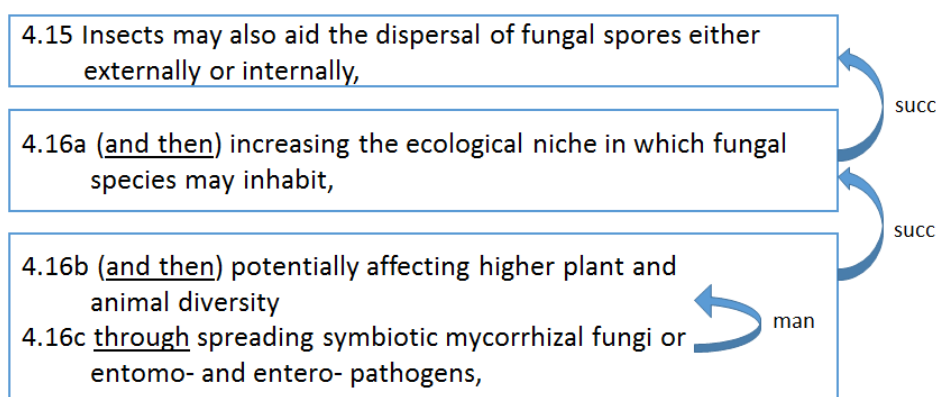 4.15 Insects may also aid the dispersal of fungal spores either
externally or internally,
succ
4.16a (and then) increasing the ecological niche in which fungal
species may inhabit,
succ
4.16b (and then) potentially affecting higher plant and
animal diversity
man
4.16c through spreading symbiotic mycorrhizal fungi or
entomo- and entero- pathogens,